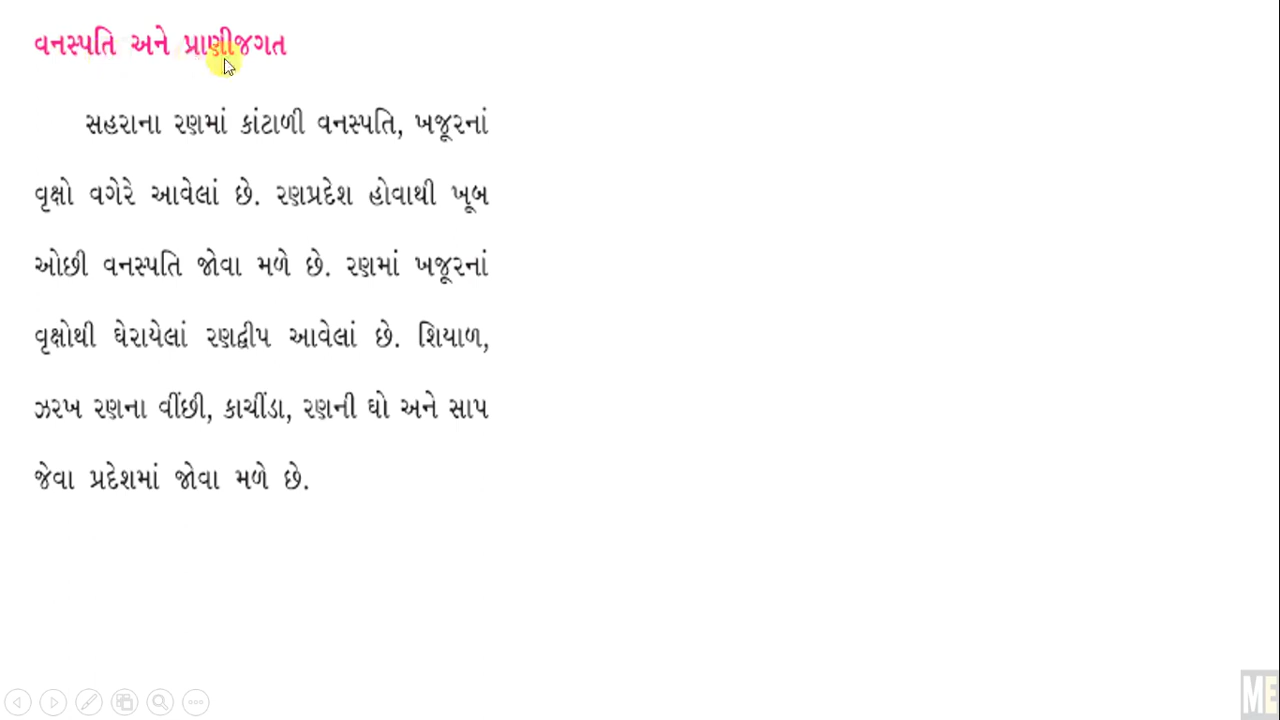 વનસ્પતિ અને પ્રાણીજગત
સહરાના રણમાં કાંટાળી વનસ્પતિ, ખજૂરનાં
વૃક્ષો વગેરે આવેલાં છે. રણપ્રદેશ હોવાથી ખૂબ
ઓછી વનસ્પતિ જોવા મળે છે. રણમાં ખજૂરનાં
વૃક્ષોથી ઘેરાયેલાં રણદ્વીપ આવેલાં છે. શિયાળ,
ઝરખ રણના વીંછી, કાચીંડા, રણની ઘો અને સાપ
જેવા પ્રદેશમાં જોવા મળે છે.
ME